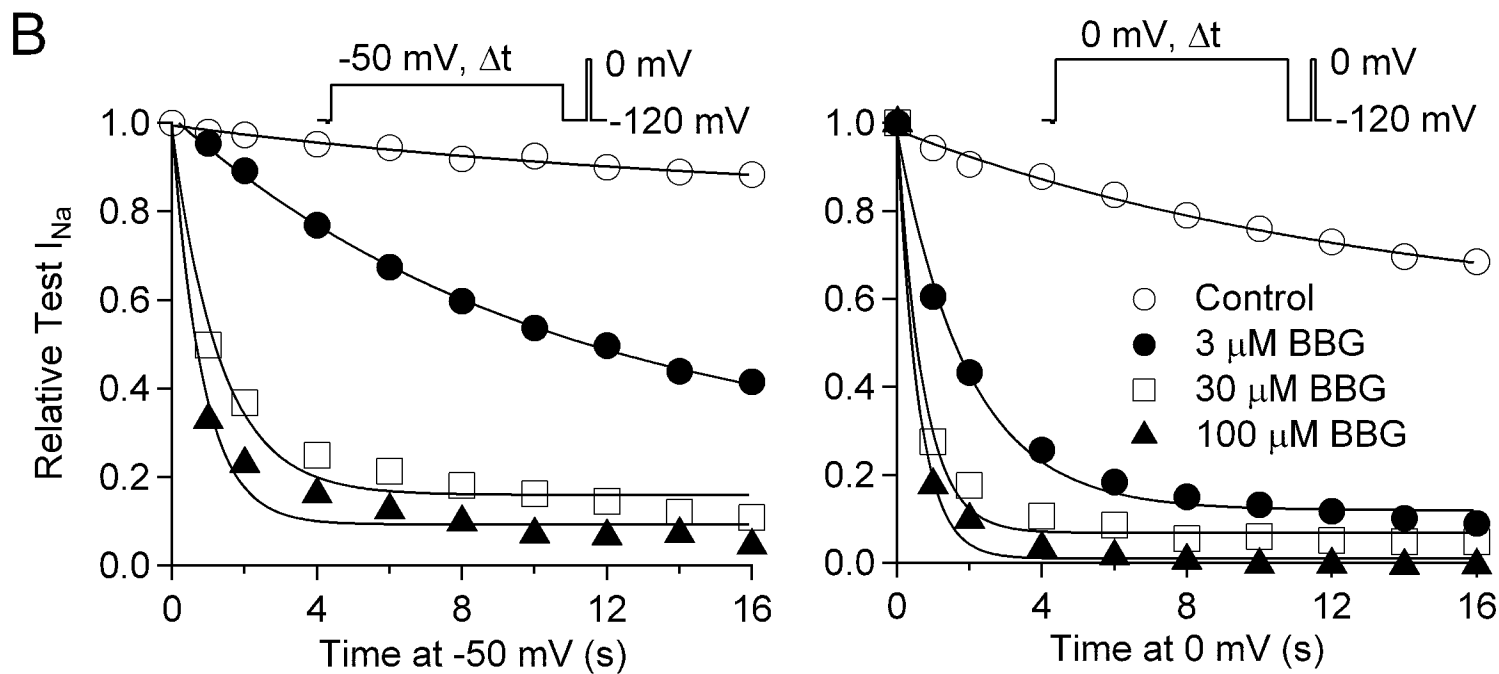 B
-50 mV, Δt
0 mV
-120 mV
1.0
0.8
0.6
0.4
0.2
0.0
Relative Test I_Na
0 4 8 12 16
Time at -50 mV (s)
0 mV, Δt
0 mV
-120 mV
1.0
0.8
0.6
0.4
0.2
0.0
Control
3 μM BBG
30 μM BBG
100 μM BBG
0 4 8 12 16
Time at 0 mV (s)